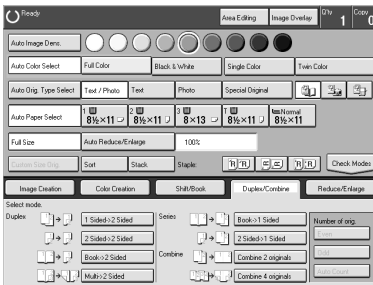 Ready
Area Editing
Image Overlay
Q'ty
1
Copy
0
Auto Image Dens.
Auto Color Select
Full Color
Black & White
Single Color
Twin Color
Auto Orig. Type Select
Text / Photo
Text
Photo
Special Original
Auto Paper Select
1
8½×11
2
8½×11
3
8×13
T
8½×11
Normal
8½×11
Full Size
Auto Reduce/Enlarge
100%
Custom Size Orig.
Sort
Stack
Staple:
Check Modes
Image Creation
Color Creation
Shift/Book
Duplex/Combine
Reduce/Enlarge
Select mode.
Duplex
1 Sided->2 Sided
Series
Book->1 Sided
Number of orig.
2 Sided->2 Sided
2 Sided->1 Sided
Even
Book->2 Sided
Combine
Combine 2 originals
Odd
Multi->2 Sided
Combine 4 originals
Auto Count